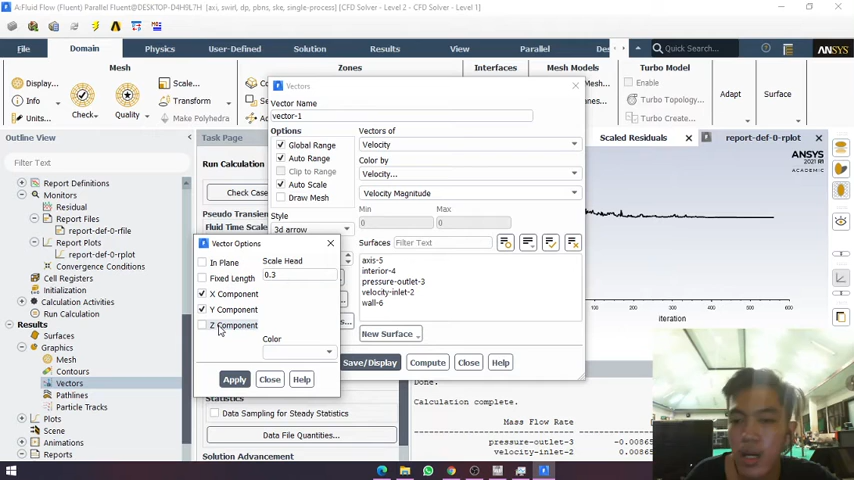 A:Fluid Flow (Fluent) Parallel Fluent@DESKTOP-D4H9L7H [axi, swirl, dp, pbns, ske, single-process] [CFD Solver - Level 2 - CFD Solver - Level 1]
File Domain Physics User-Defined Solution Results View Parallel Des Quick Search... ANSYS
Mesh Zones Interfaces Mesh Models Turbo Model Adapt Surface
Display... Scale... Mesh... Enable
Info Transform Turbo Topology...
Units... Check Quality Make Polyhedra Turbo Create...
Outline View
Filter Text
Report Definitions
Monitors
Residual
Report Files
report-def-0-rfile
Report Plots
report-def-0-rplot
Convergence Conditions
Cell Registers
Initialization
Calculation Activities
Run Calculation
Results
Surfaces
Graphics
Mesh
Contours
Vectors
Pathlines
Particle Tracks
Plots
Scene
Animations
Reports
Task Page
Run Calculation
Check Case
Pseudo Transient
Fluid Time Scale
Statistics
Data Sampling for Steady Statistics
Data File Quantities...
Solution Advancement
Vectors
Vector Name
vector-1
Options
Global Range
Auto Range
Clip to Range
Auto Scale
Draw Mesh
Style
3d arrow
Vectors of
Velocity
Color by
Velocity...
Velocity Magnitude
Min Max
0 0
Surfaces Filter Text
axis-5
interior-4
pressure-outlet-3
velocity-inlet-2
wall-6
New Surface
Save/Display Compute Close Help
Vector Options
In Plane
Fixed Length
X Component
Y Component
Z Component
Scale Head
0.3
Color
Apply Close Help
Scaled Residuals report-def-0-rplot
ANSYS
2021 R1
ACADEMIC
iteration
Done.
Calculation complete.
Mass Flow Rate
pressure-outlet-3 -0.0086
velocity-inlet-2 0.008